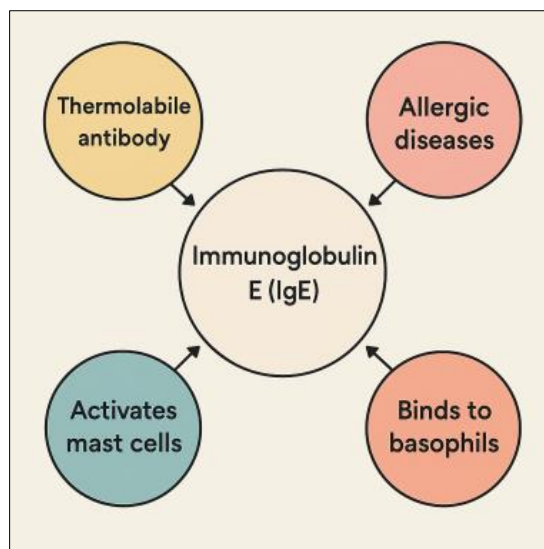 Thermolabile
antibody
Allergic
diseases
Immunoglobulin
E (IgE)
Activates
mast cells
Binds to
basophils